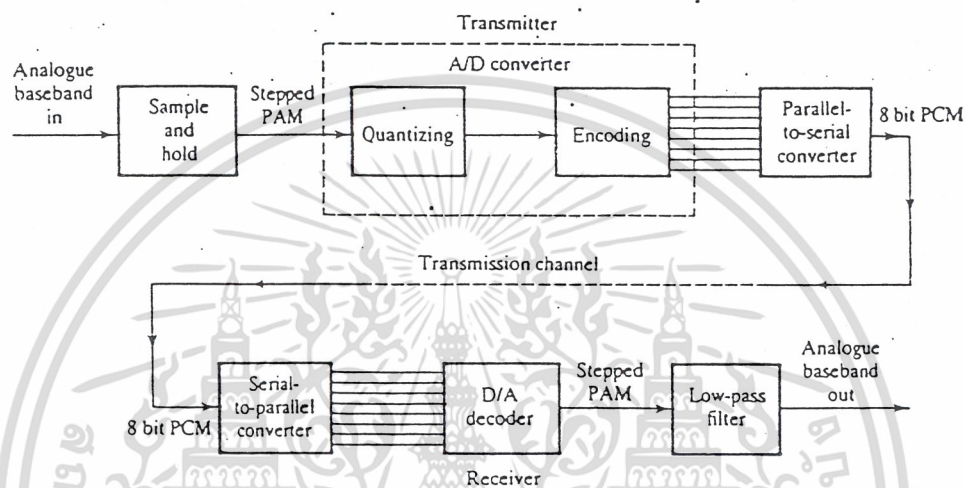 Transmitter
Analogue
baseband
in
Sample
and
hold
Stepped
PAM
A/D converter
Quantizing
Encoding
Parallel-
to-serial
converter
8 bit PCM
Transmission channel
8 bit PCM
Serial-
to-parallel
converter
D/A
decoder
Stepped
PAM
Low-pass
filter
Analogue
baseband
out
Receiver